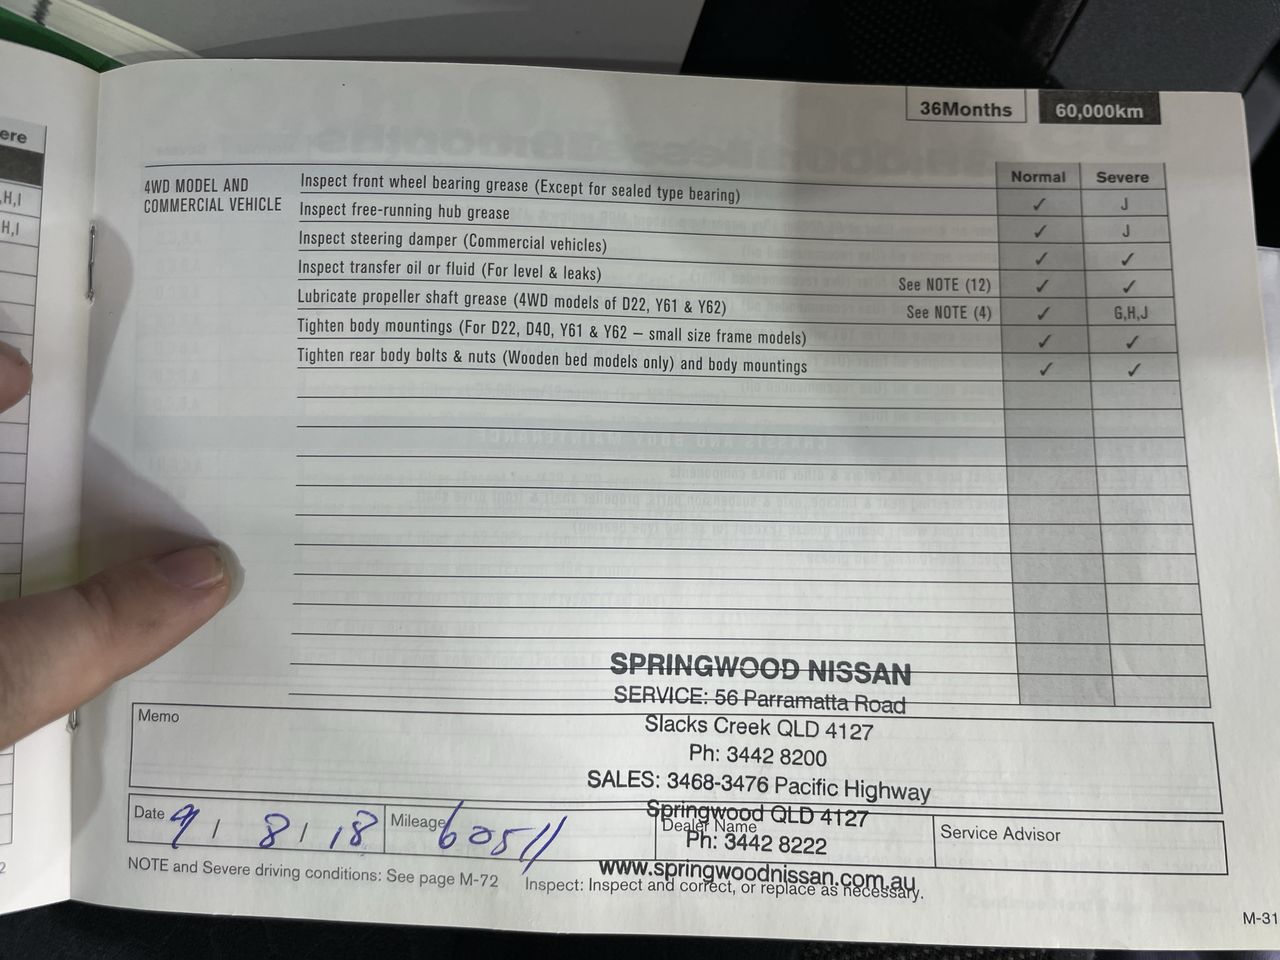 36Months 60,000km
ere
,H,I
H,I
Normal Severe
4WD MODEL AND
COMMERCIAL VEHICLE
Inspect front wheel bearing grease (Except for sealed type bearing) ✓ J
Inspect free-running hub grease ✓ J
Inspect steering damper (Commercial vehicles) ✓ ✓
Inspect transfer oil or fluid (For level & leaks) See NOTE (12) ✓ ✓
Lubricate propeller shaft grease (4WD models of D22, Y61 & Y62) See NOTE (4) ✓ G,H,J
Tighten body mountings (For D22, D40, Y61 & Y62 – small size frame models) ✓ ✓
Tighten rear body bolts & nuts (Wooden bed models only) and body mountings ✓ ✓
SPRINGWOOD NISSAN
SERVICE: 56 Parramatta Road
Slacks Creek QLD 4127
Ph: 3442 8200
SALES: 3468-3476 Pacific Highway
Springwood QLD 4127
Ph: 3442 8222
www.springwoodnissan.com.au
Memo
Date 9 / 8 / 18 Mileage 60511 Dealer Name Service Advisor
NOTE and Severe driving conditions: See page M-72 Inspect: Inspect and correct, or replace as necessary.
M-31